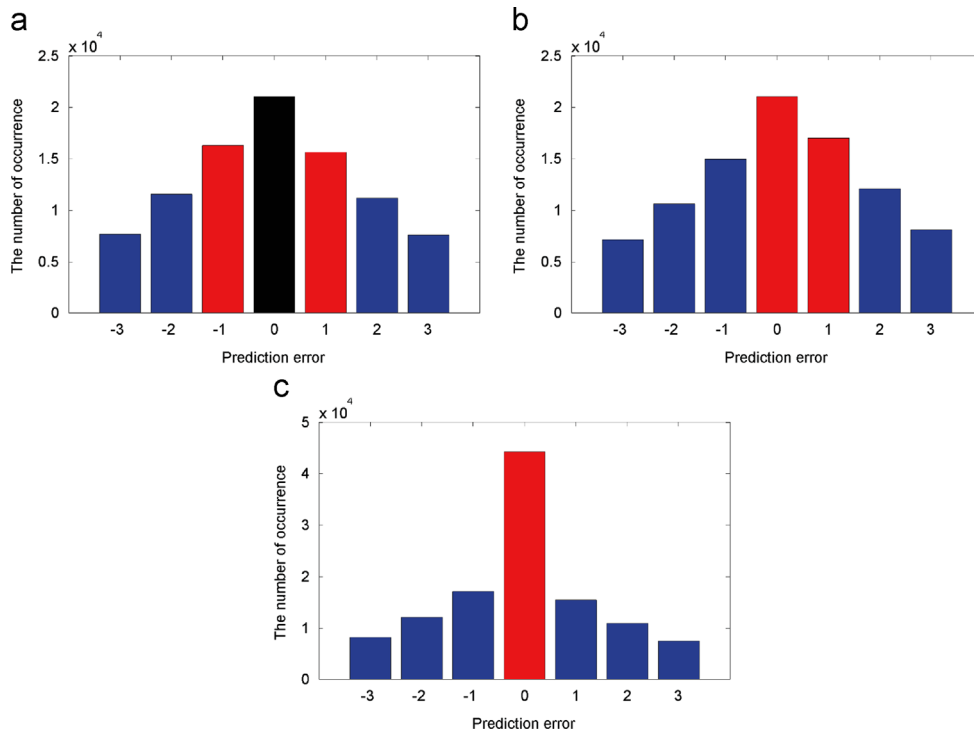 a
x 10^4
2.5
2
1.5
1
0.5
0
The number of occurrence
-3 -2 -1 0 1 2 3
Prediction error
b
x 10^4
2.5
2
1.5
1
0.5
0
The number of occurrence
-3 -2 -1 0 1 2 3
Prediction error
c
x 10^4
5
4
3
2
1
0
The number of occurrence
-3 -2 -1 0 1 2 3
Prediction error